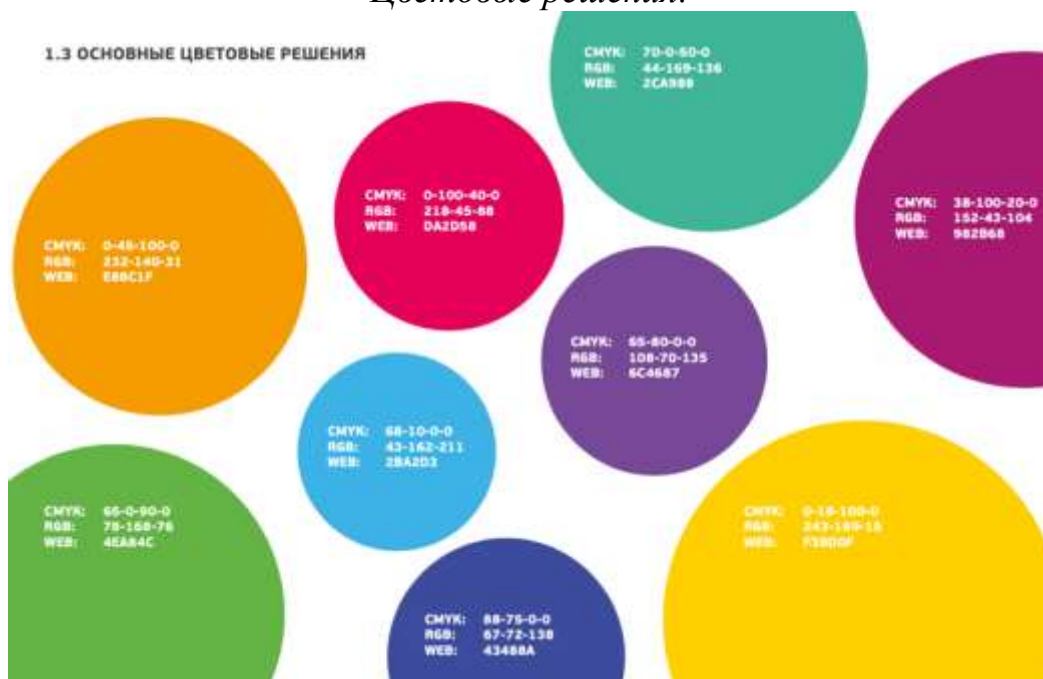 Цветовые решения:
1.3 ОСНОВНЫЕ ЦВЕТОВЫЕ РЕШЕНИЯ
CMYK: 70-0-60-0
RGB: 44-169-136
WEB: 2CA988
CMYK: 0-100-40-0
RGB: 218-45-88
WEB: DA2D58
CMYK: 38-100-20-0
RGB: 152-43-104
WEB: 982B68
CMYK: 0-45-100-0
RGB: 232-140-31
WEB: E88C1F
CMYK: 65-80-0-0
RGB: 108-70-135
WEB: 6C4687
CMYK: 68-10-0-0
RGB: 43-162-211
WEB: 2BA2D3
CMYK: 65-0-90-0
RGB: 78-168-76
WEB: 4EA84C
CMYK: 0-18-100-0
RGB: 243-189-15
WEB: F3BD0F
CMYK: 88-75-0-0
RGB: 67-72-138
WEB: 43488A